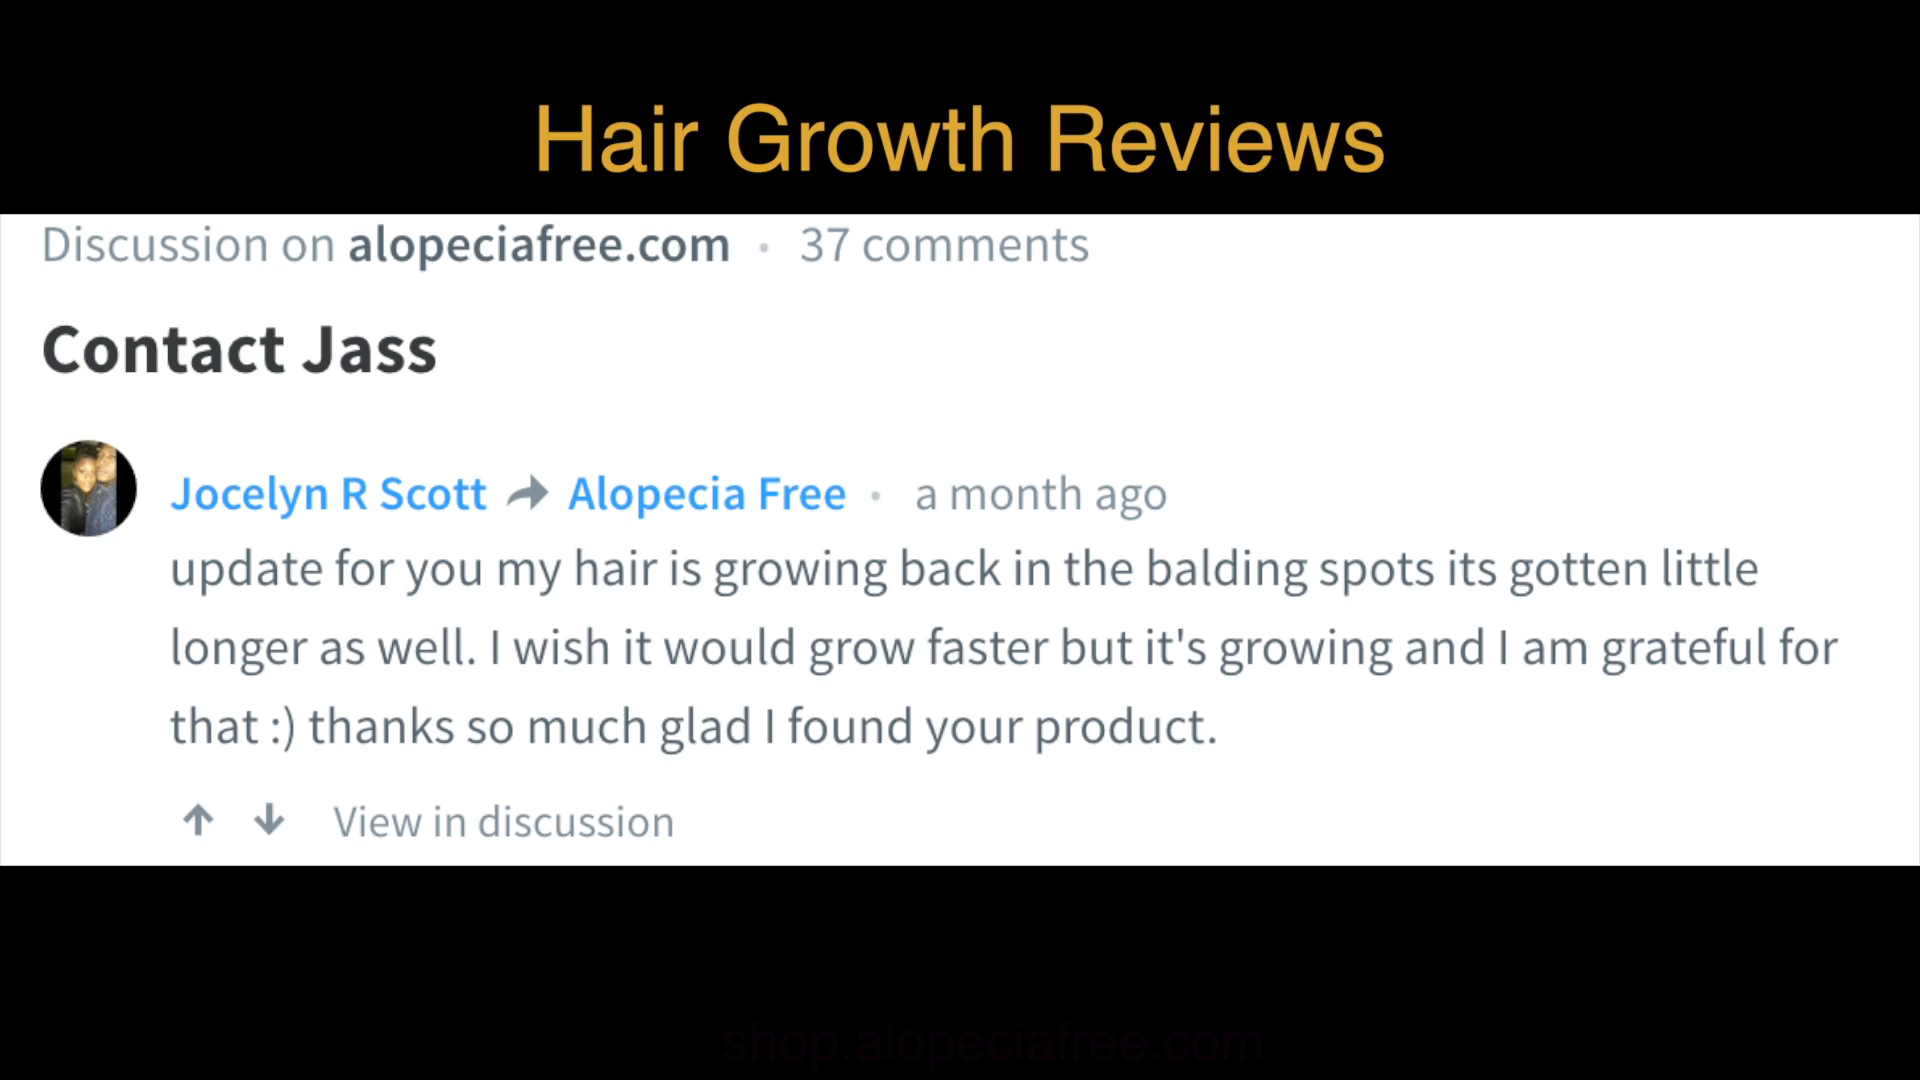 Hair Growth Reviews
Discussion on alopeciafree.com • 37 comments
Contact Jass
Jocelyn R Scott Alopecia Free • a month ago
update for you my hair is growing back in the balding spots its gotten little
longer as well. I wish it would grow faster but it's growing and I am grateful for
that :) thanks so much glad I found your product.
View in discussion
shop.alopeciafree.com